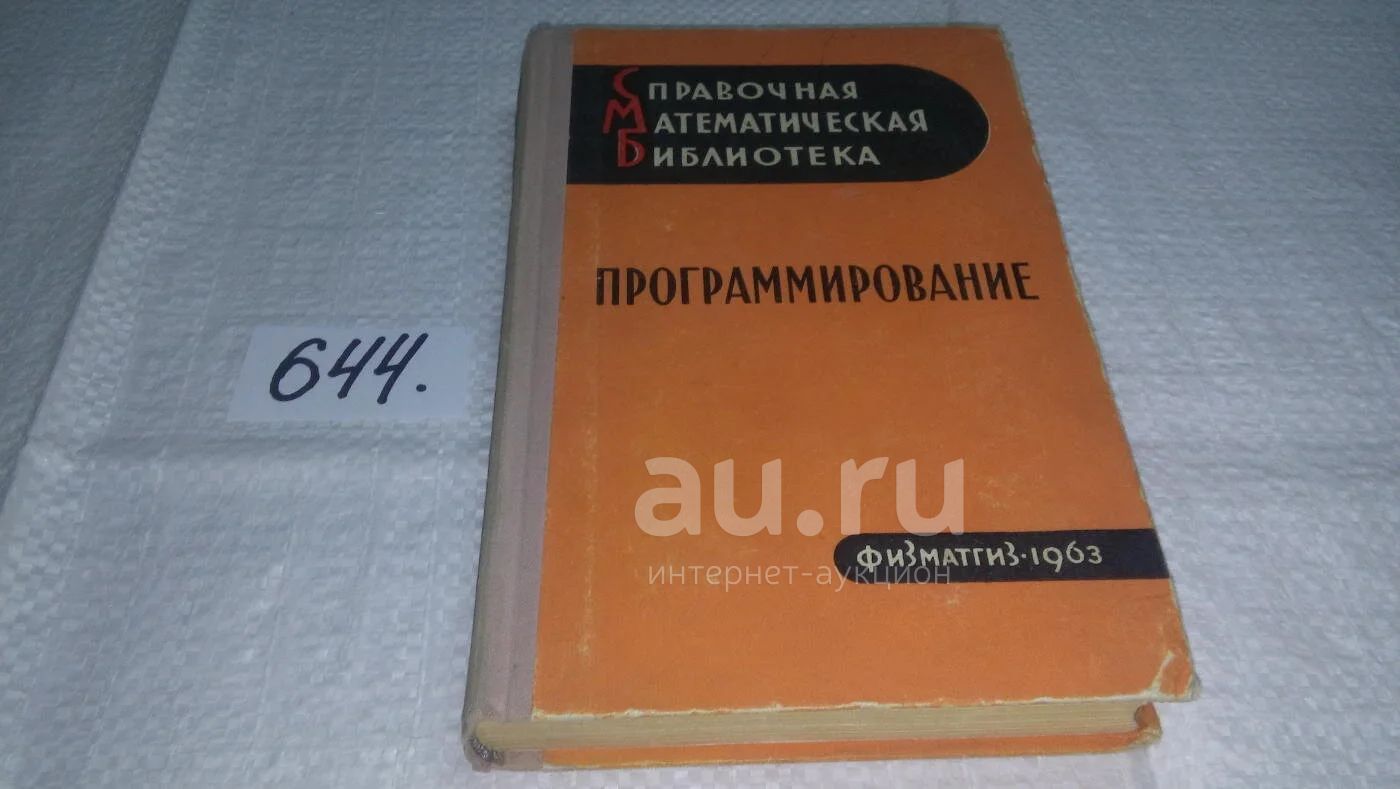 СПРАВОЧНАЯ
МАТЕМАТИЧЕСКАЯ
БИБЛИОТЕКА
ПРОГРАММИРОВАНИЕ
644.
au.ru
интернет-аукцион
ФИЗМАТГИЗ·1963